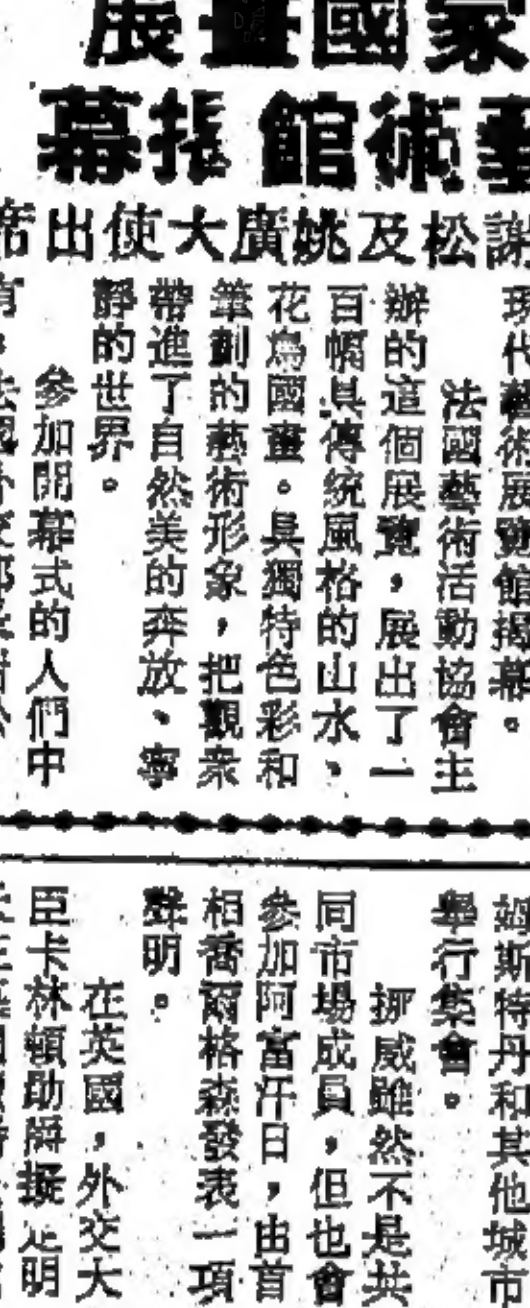 家國畫展
藝術館幕
謝松及姚廣大使出席
現代藝術展覽館揭幕。
法國藝術活動協會主
辦的這個展覽，展出了一
百幅具傳統風格的山水、
花鳥國畫。具獨特色彩和
筆劃的藝術形象，把觀衆
帶進了自然美的奔放、寧
靜的世界。
參加開幕式的人們中
姆斯特丹和其他城市
舉行集會。
挪威雖然不是共
同市場成員，但也會
參加阿富汗日，由首
相喬爾格森發表一項
聲明。
在英國，外交大
臣卡林頓勛爵擬定明